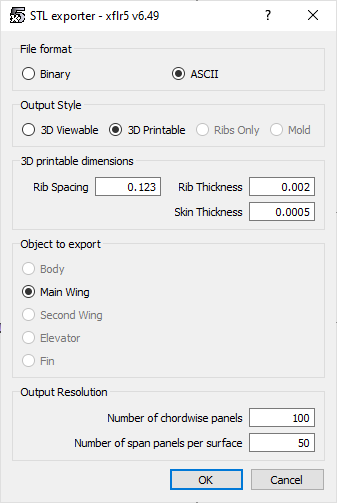 STL exporter - xflr5 v6.49
File format
Binary ASCII
Output Style
3D Viewable 3D Printable Ribs Only Mold
3D printable dimensions
Rib Spacing 0.123 Rib Thickness 0.002
Skin Thickness 0.0005
Object to export
Body
Main Wing
Second Wing
Elevator
Fin
Output Resolution
Number of chordwise panels 100
Number of span panels per surface 50
OK Cancel